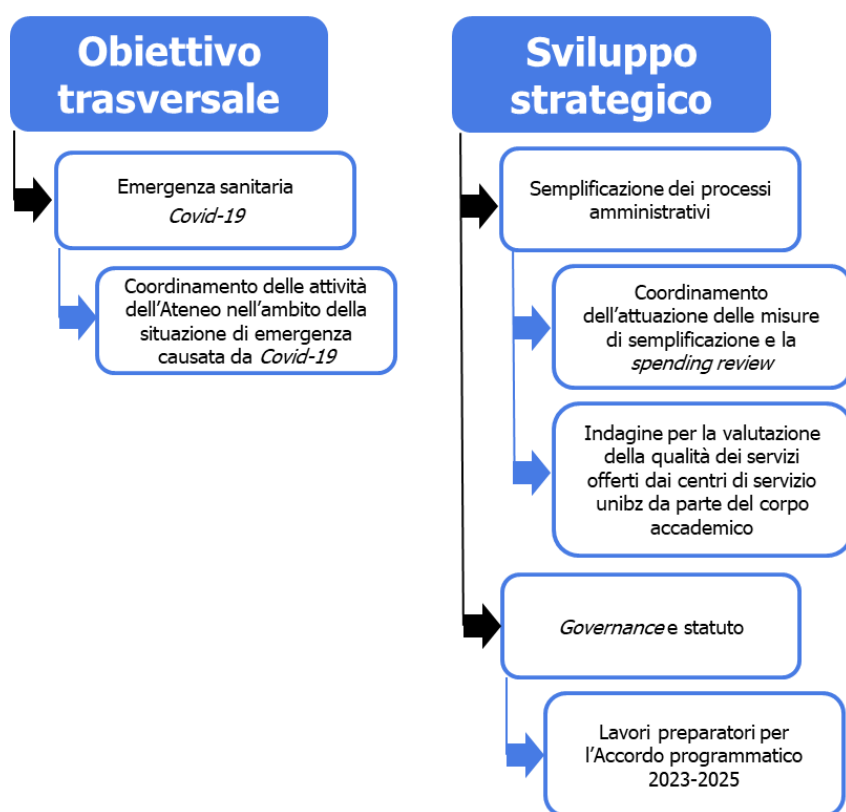 Obiettivo
trasversale
Emergenza sanitaria
Covid-19
Coordinamento delle attività
dell'Ateneo nell'ambito della
situazione di emergenza
causata da Covid-19
Sviluppo
strategico
Semplificazione dei processi
amministrativi
Coordinamento
dell'attuazione delle misure
di semplificazione e la
spending review
Indagine per la valutazione
della qualità dei servizi
offerti dai centri di servizio
unibz da parte del corpo
accademico
Governance e statuto
Lavori preparatori per
l'Accordo programmatico
2023-2025